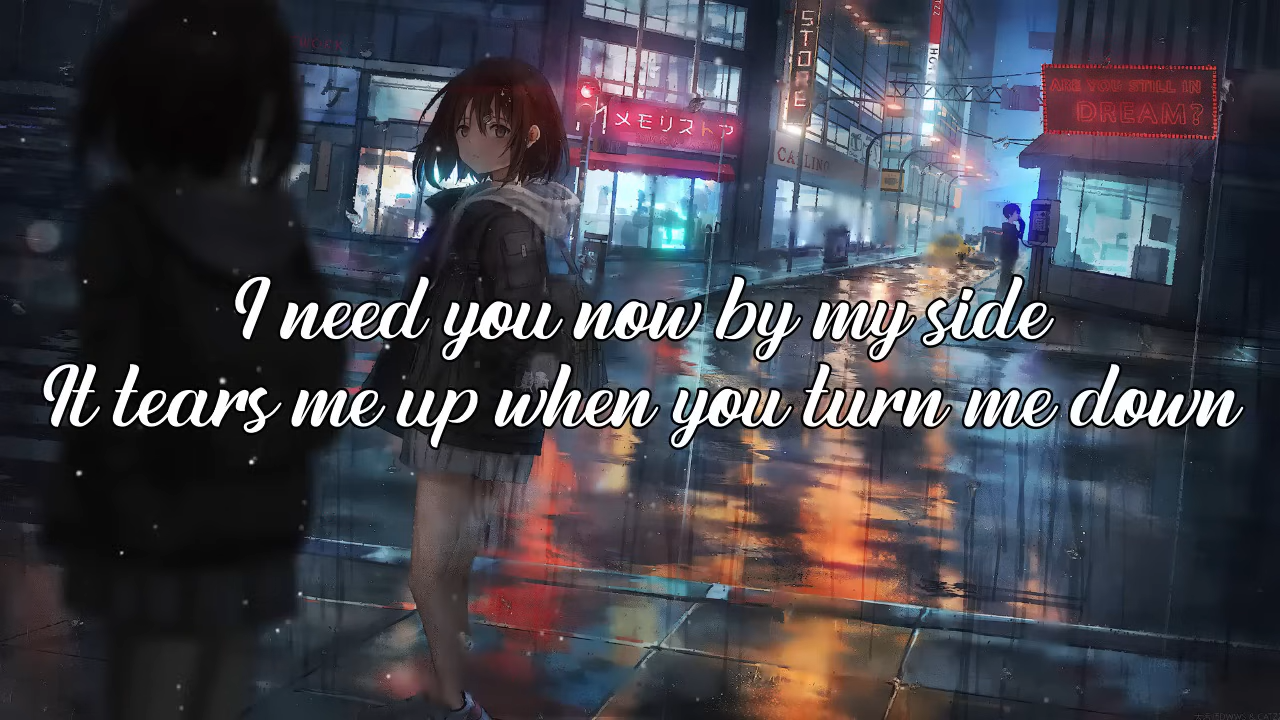 STORE
メモリストア
CALLING
ARE YOU STILL IN
DREAM?
I need you now by my side
It tears me up when you turn me down